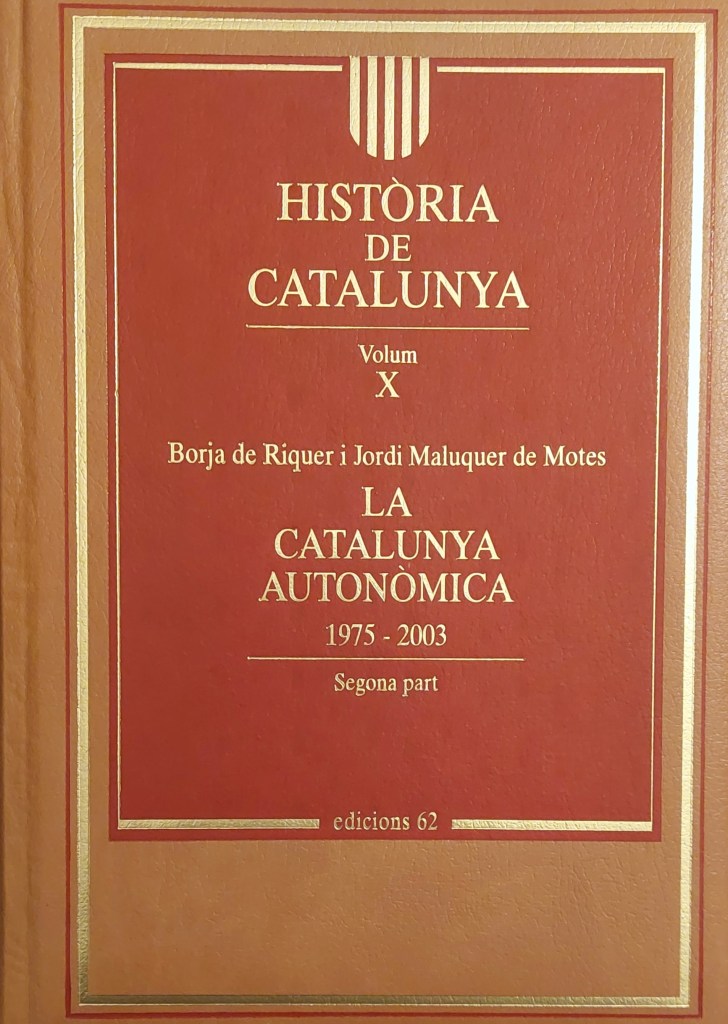 HISTÒRIA
DE
CATALUNYA
Volum
X
Borja de Riquer i Jordi Maluquer de Motes
LA
CATALUNYA
AUTONÒMICA
1975 - 2003
Segona part
edicions 62